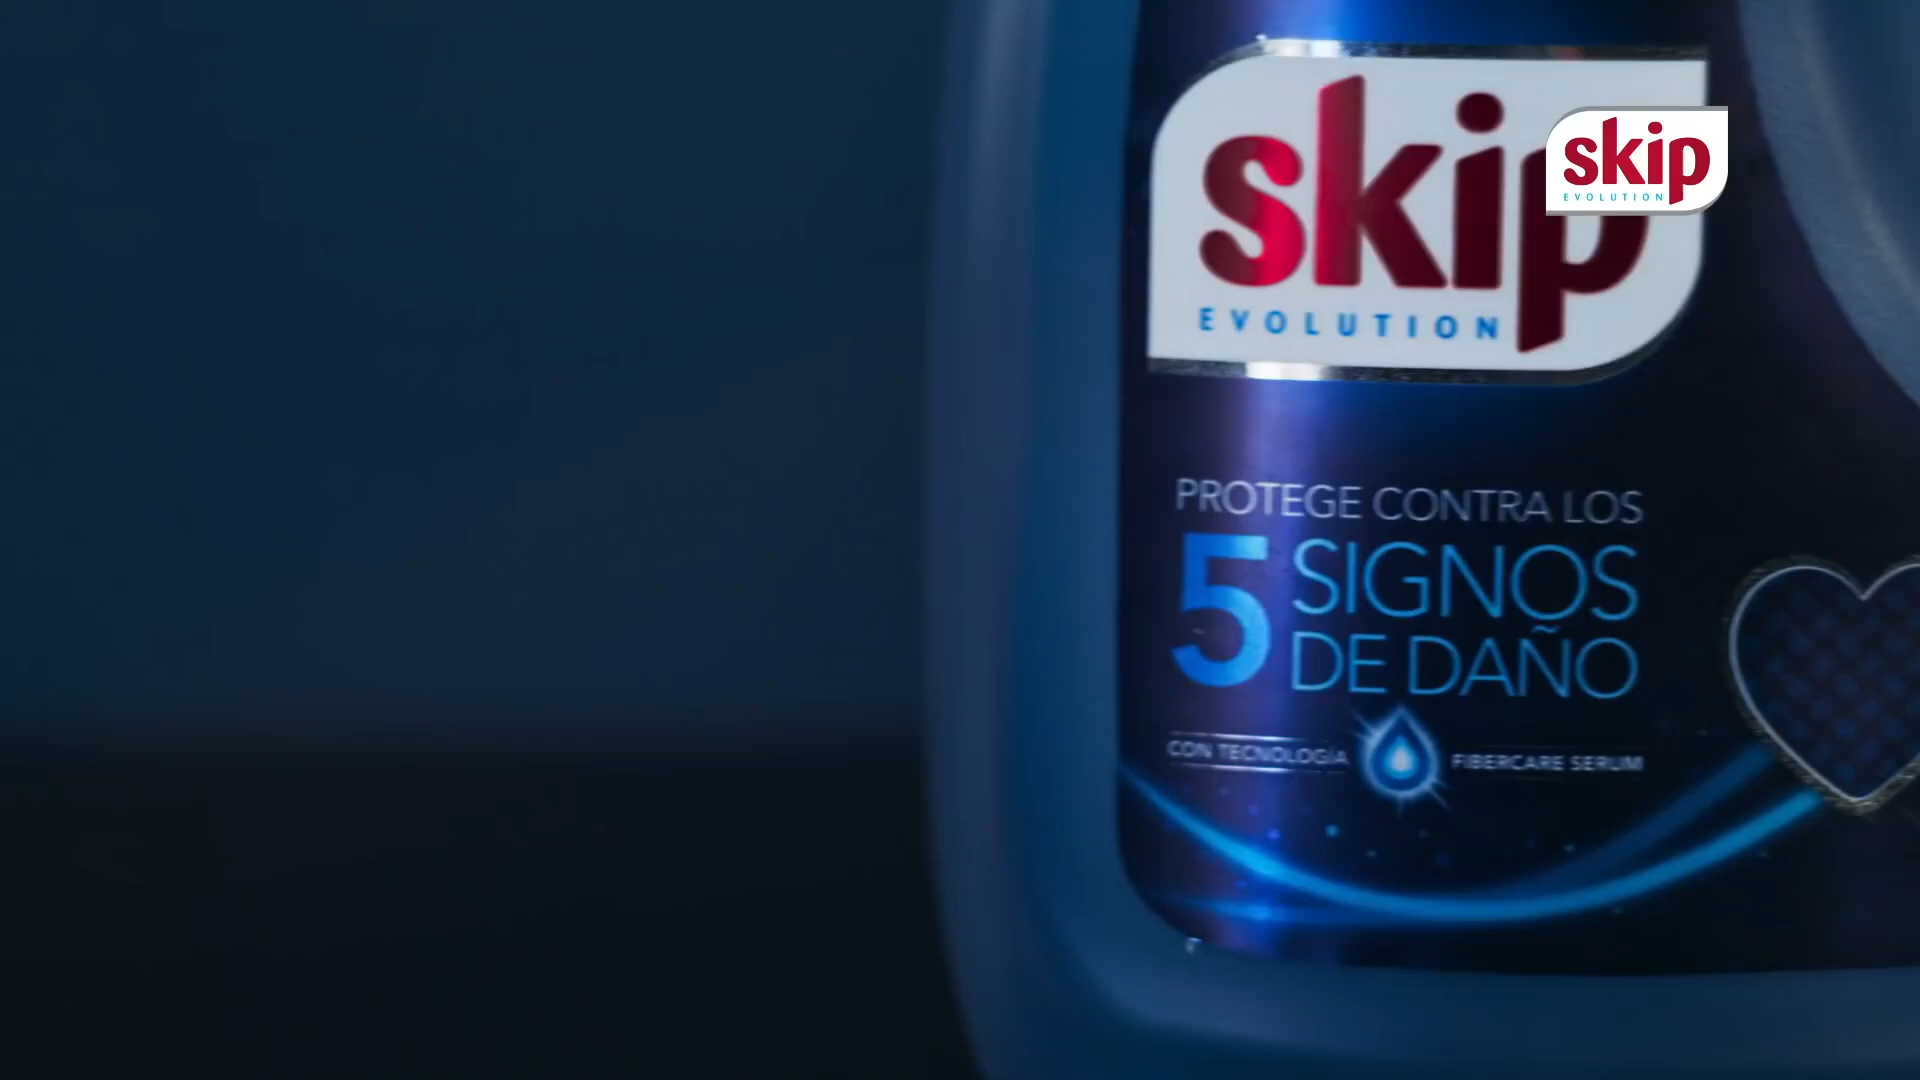 skip
EVOLUTION
skip
EVOLUTION
PROTEGE CONTRA LOS
5 SIGNOS
DE DAÑO
CON TECNOLOGÍA FIBERCARE SERUM